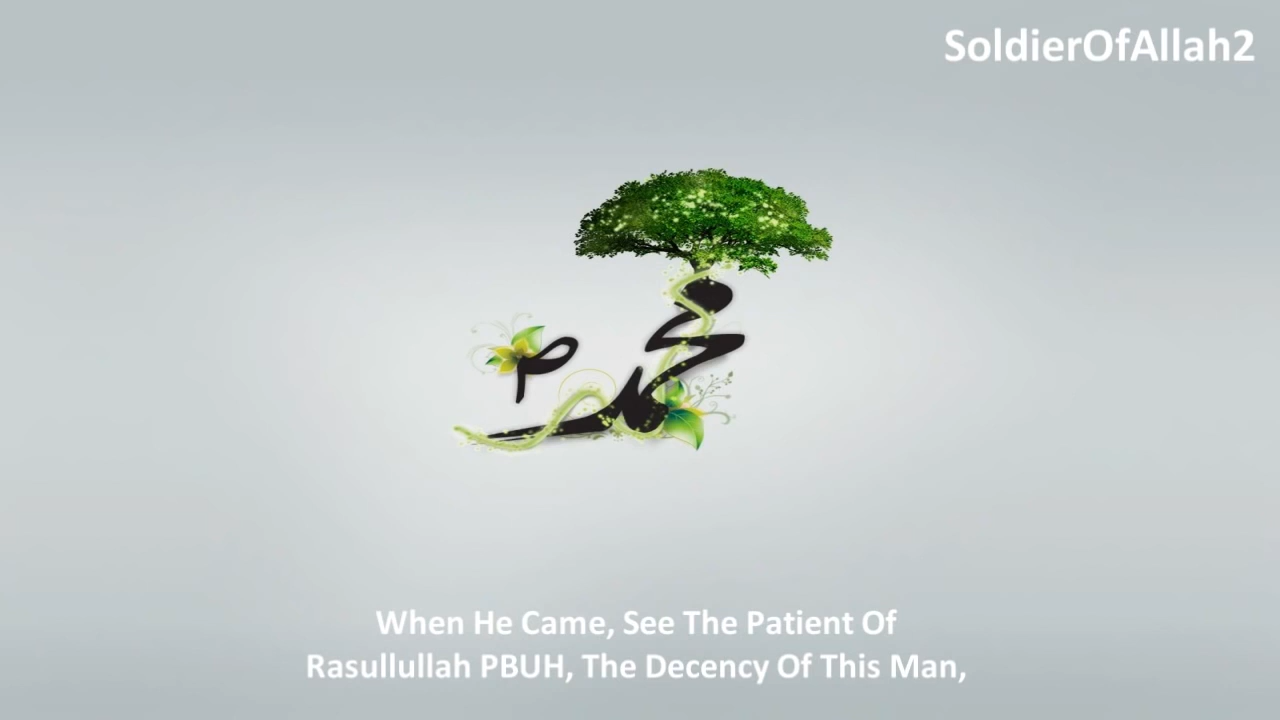 SoldierOfAllah2
محمد
When He Came, See The Patient Of
Rasullullah PBUH, The Decency Of This Man,